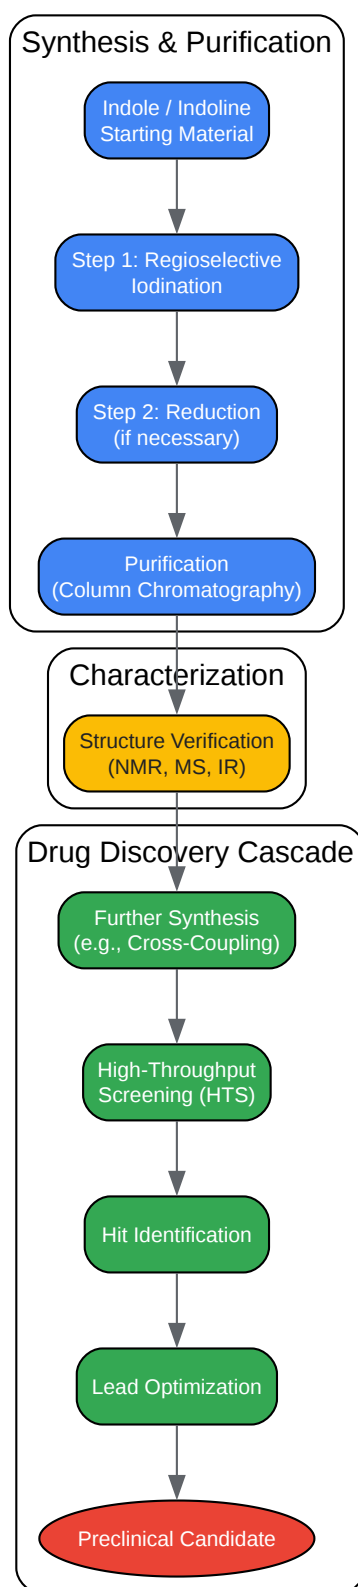 Synthesis & Purification
Indole / Indoline
Starting Material
Step 1: Regioselective
Iodination
Step 2: Reduction
(if necessary)
Purification
(Column Chromatography)
Characterization
Structure Verification
(NMR, MS, IR)
Drug Discovery Cascade
Further Synthesis
(e.g., Cross-Coupling)
High-Throughput
Screening (HTS)
Hit Identification
Lead Optimization
Preclinical Candidate